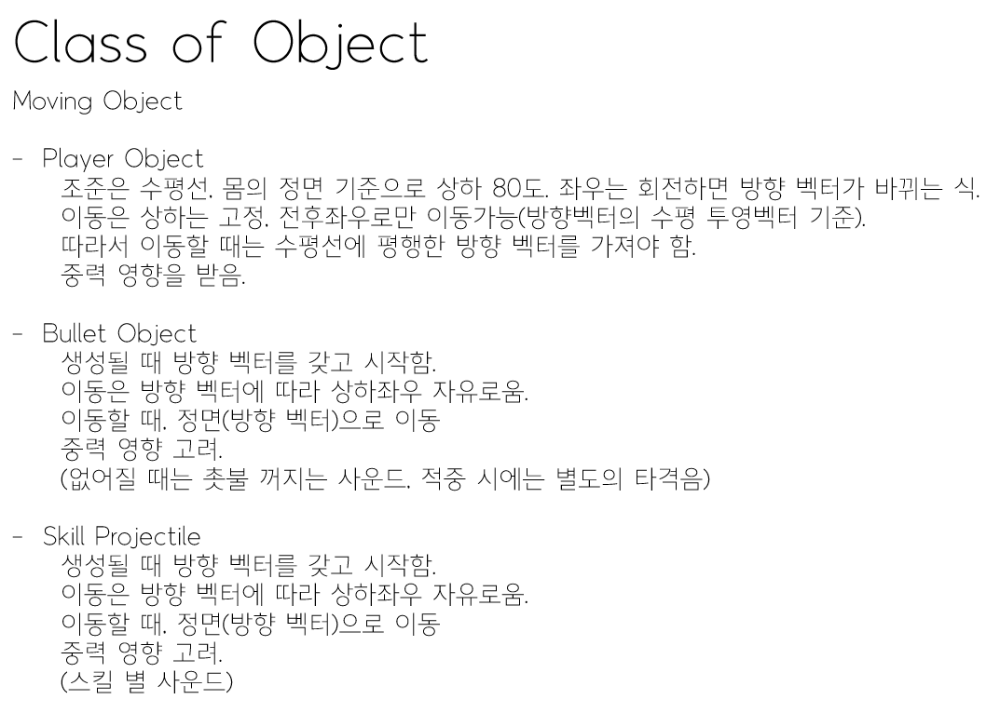 Class of Object
Moving Object
- Player Object
조준은 수평선, 몸의 정면 기준으로 상하 80도. 좌우는 회전하면 방향 벡터가 바뀌는 식.
이동은 상하는 고정, 전후좌우로만 이동가능(방향벡터의 수평 투영벡터 기준).
따라서 이동할 때는 수평선에 평행한 방향 벡터를 가져야 함.
중력 영향을 받음.
- Bullet Object
생성될 때 방향 벡터를 갖고 시작함.
이동은 방향 벡터에 따라 상하좌우 자유로움.
이동할 때, 정면(방향 벡터)으로 이동
중력 영향 고려.
(없어질 때는 촛불 꺼지는 사운드, 적중 시에는 별도의 타격음)
- Skill Projectile
생성될 때 방향 벡터를 갖고 시작함.
이동은 방향 벡터에 따라 상하좌우 자유로움.
이동할 때, 정면(방향 벡터)으로 이동
중력 영향 고려.
(스킬 별 사운드)